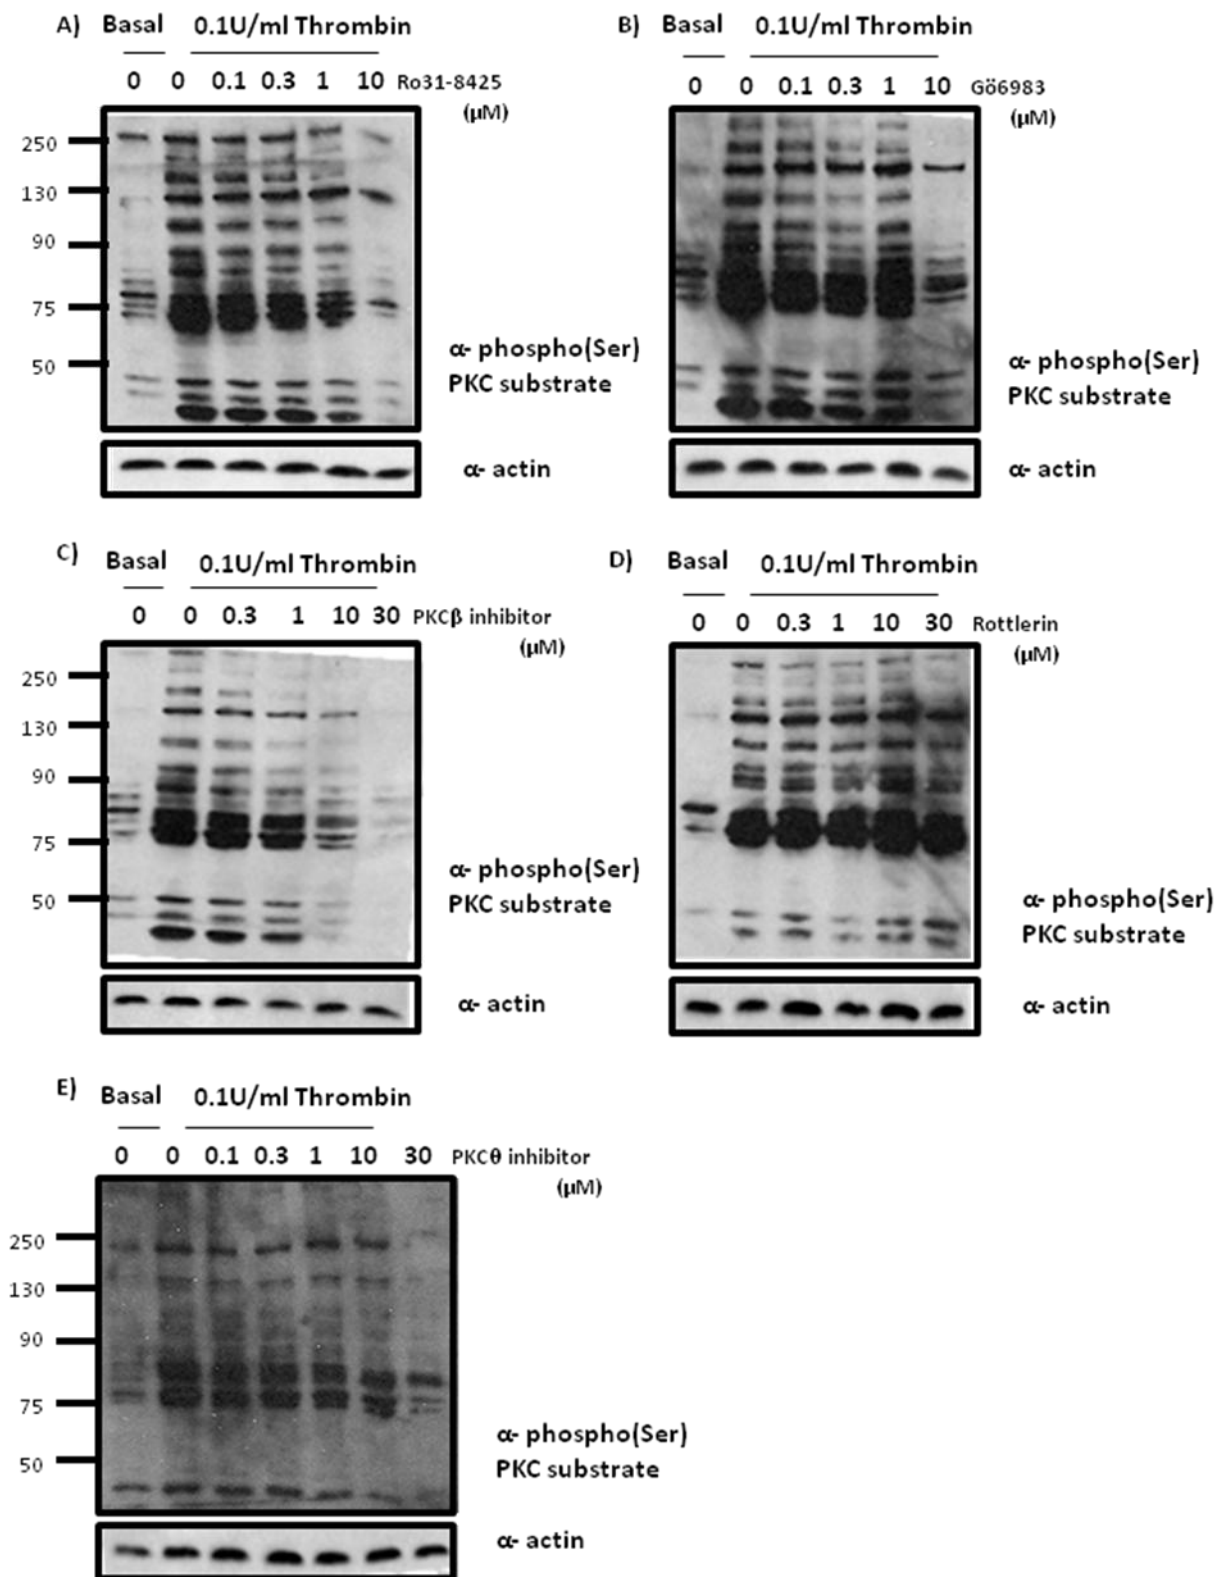 A) Basal 0.1U/ml Thrombin
0 0 0.1 0.3 1 10 Ro31-8425
(μM)
250
130
90
75
50
α- phospho(Ser)
PKC substrate
α- actin
B) Basal 0.1U/ml Thrombin
0 0 0.1 0.3 1 10 Gö6983
(μM)
α- phospho(Ser)
PKC substrate
α- actin
C) Basal 0.1U/ml Thrombin
0 0 0.3 1 10 30 PKCβ inhibitor
(μM)
250
130
90
75
50
α- phospho(Ser)
PKC substrate
α- actin
D) Basal 0.1U/ml Thrombin
0 0 0.3 1 10 30 Rottlerin
(μM)
α- phospho(Ser)
PKC substrate
α- actin
E) Basal 0.1U/ml Thrombin
0 0 0.1 0.3 1 10 30 PKCθ inhibitor
(μM)
250
130
90
75
50
α- phospho(Ser)
PKC substrate
α- actin